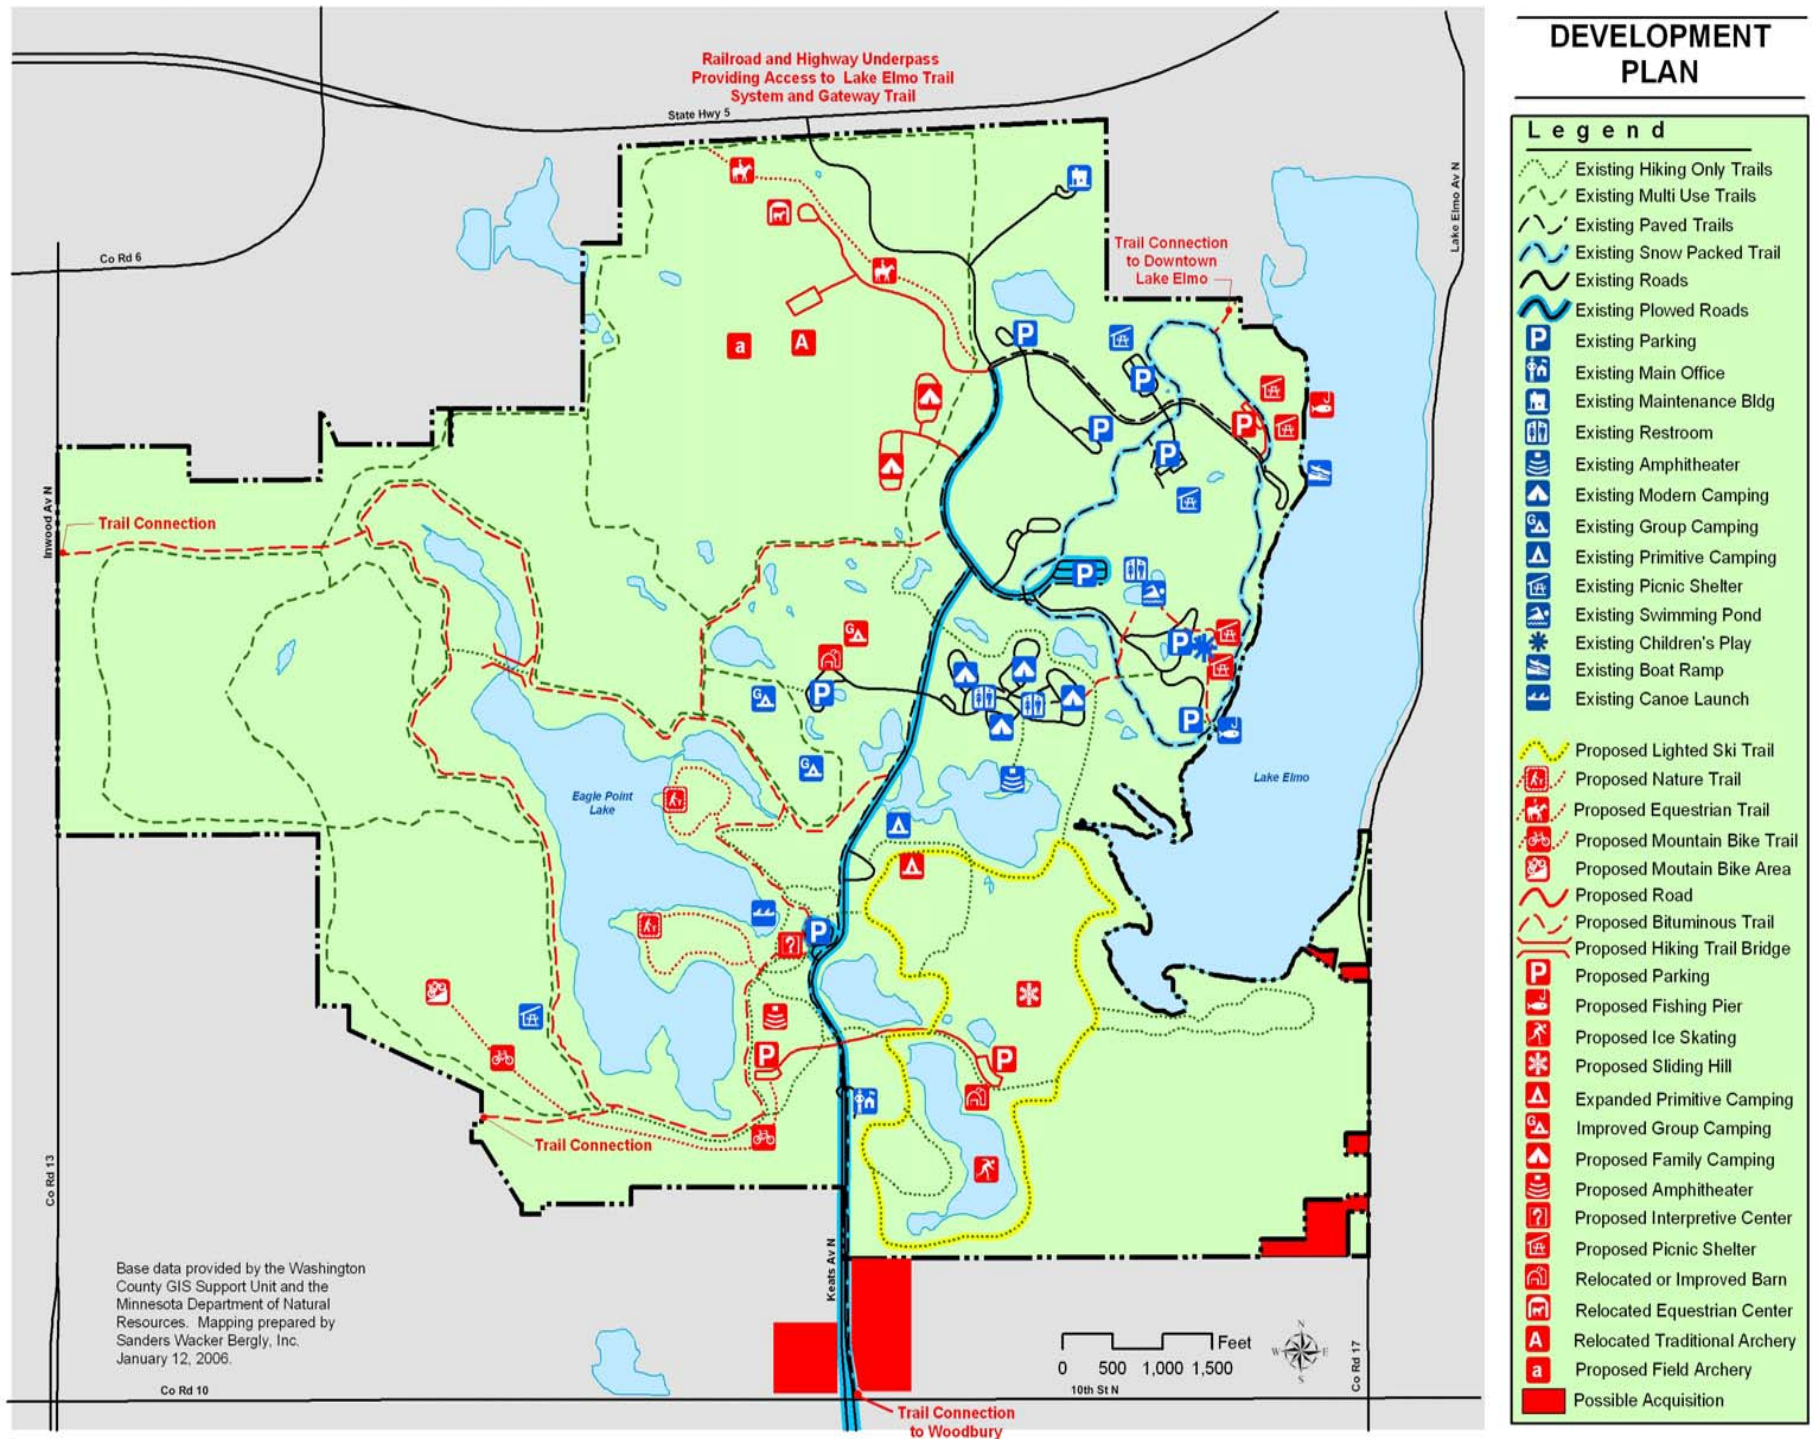 Railroad and Highway Underpass
Providing Access to Lake Elmo Trail
System and Gateway Trail
State Hwy 5
Co Rd 6
Lake Elmo Av N
Trail Connection
to Downtown
Lake Elmo
a
A
P
P
P
P
P
Inwood Av N
Trail Connection
P
G
G
P
P
P
G
Eagle Point
Lake
Lake Elmo
P
?
P
P
Trail Connection
Co Rd 13
Keats Av N
Base data provided by the Washington
County GIS Support Unit and the
Minnesota Department of Natural
Resources. Mapping prepared by
Sanders Wacker Bergly, Inc.
January 12, 2006.
Feet
0 500 1,000 1,500
N
W E
S
Co Rd 17
Co Rd 10
10th St N
Trail Connection
to Woodbury
DEVELOPMENT
PLAN
Legend
Existing Hiking Only Trails
Existing Multi Use Trails
Existing Paved Trails
Existing Snow Packed Trail
Existing Roads
Existing Plowed Roads
P Existing Parking
Existing Main Office
Existing Maintenance Bldg
Existing Restroom
Existing Amphitheater
Existing Modern Camping
G Existing Group Camping
Existing Primitive Camping
Existing Picnic Shelter
Existing Swimming Pond
Existing Children's Play
Existing Boat Ramp
Existing Canoe Launch
Proposed Lighted Ski Trail
Proposed Nature Trail
Proposed Equestrian Trail
Proposed Mountain Bike Trail
Proposed Moutain Bike Area
Proposed Road
Proposed Bituminous Trail
Proposed Hiking Trail Bridge
P Proposed Parking
Proposed Fishing Pier
Proposed Ice Skating
Proposed Sliding Hill
Expanded Primitive Camping
G Improved Group Camping
Proposed Family Camping
Proposed Amphitheater
? Proposed Interpretive Center
Proposed Picnic Shelter
Relocated or Improved Barn
Relocated Equestrian Center
A Relocated Traditional Archery
a Proposed Field Archery
Possible Acquisition